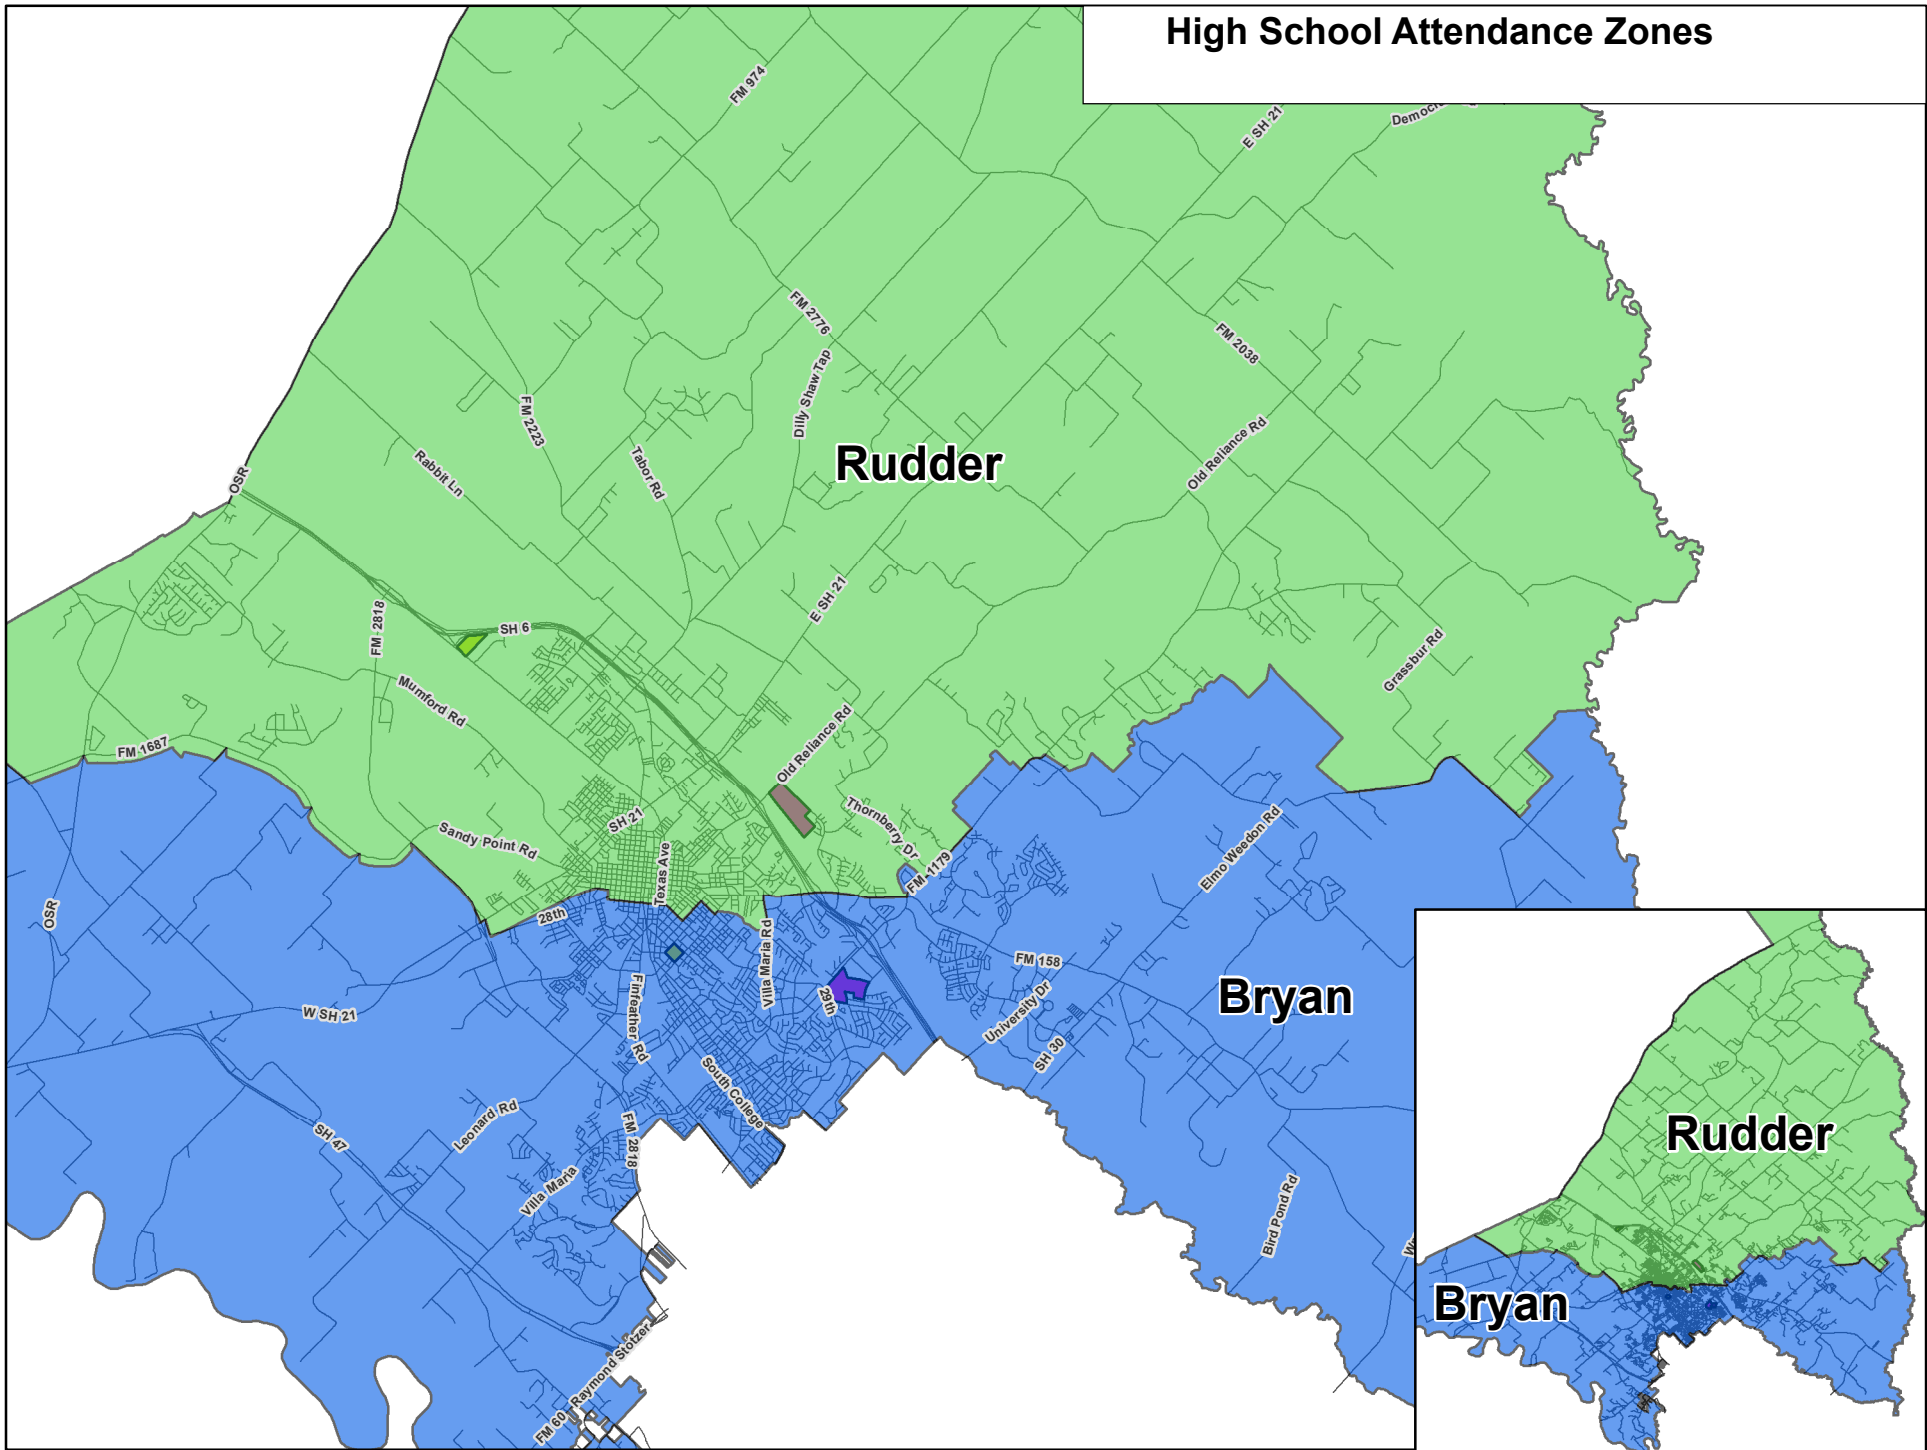 High School Attendance Zones
FM 974
E SH 21
FM 2776
FM 2038
Dilly Shaw Tap
FM 2223
Rabbit Ln
Tabor Rd
Rudder
Old Reliance Rd
OSR
E SH 21
FM 2818
SH 6
Mumford Rd
Grassbur Rd
FM 1687
Old Reliance Rd
SH 21
Sandy Point Rd
Thornberry Dr
Texas Ave
FM 1179
Elmo Weedon Rd
OSR
28th
Villa Maria Rd
FM 158
Bryan
W SH 21
Finfeather Rd
29th
University Dr
SH 30
South College
Leonard Rd
SH 47
FM 2818
Villa Maria
Bird Pond Rd
FM 60 - Raymond Stotzer
Rudder
Bryan